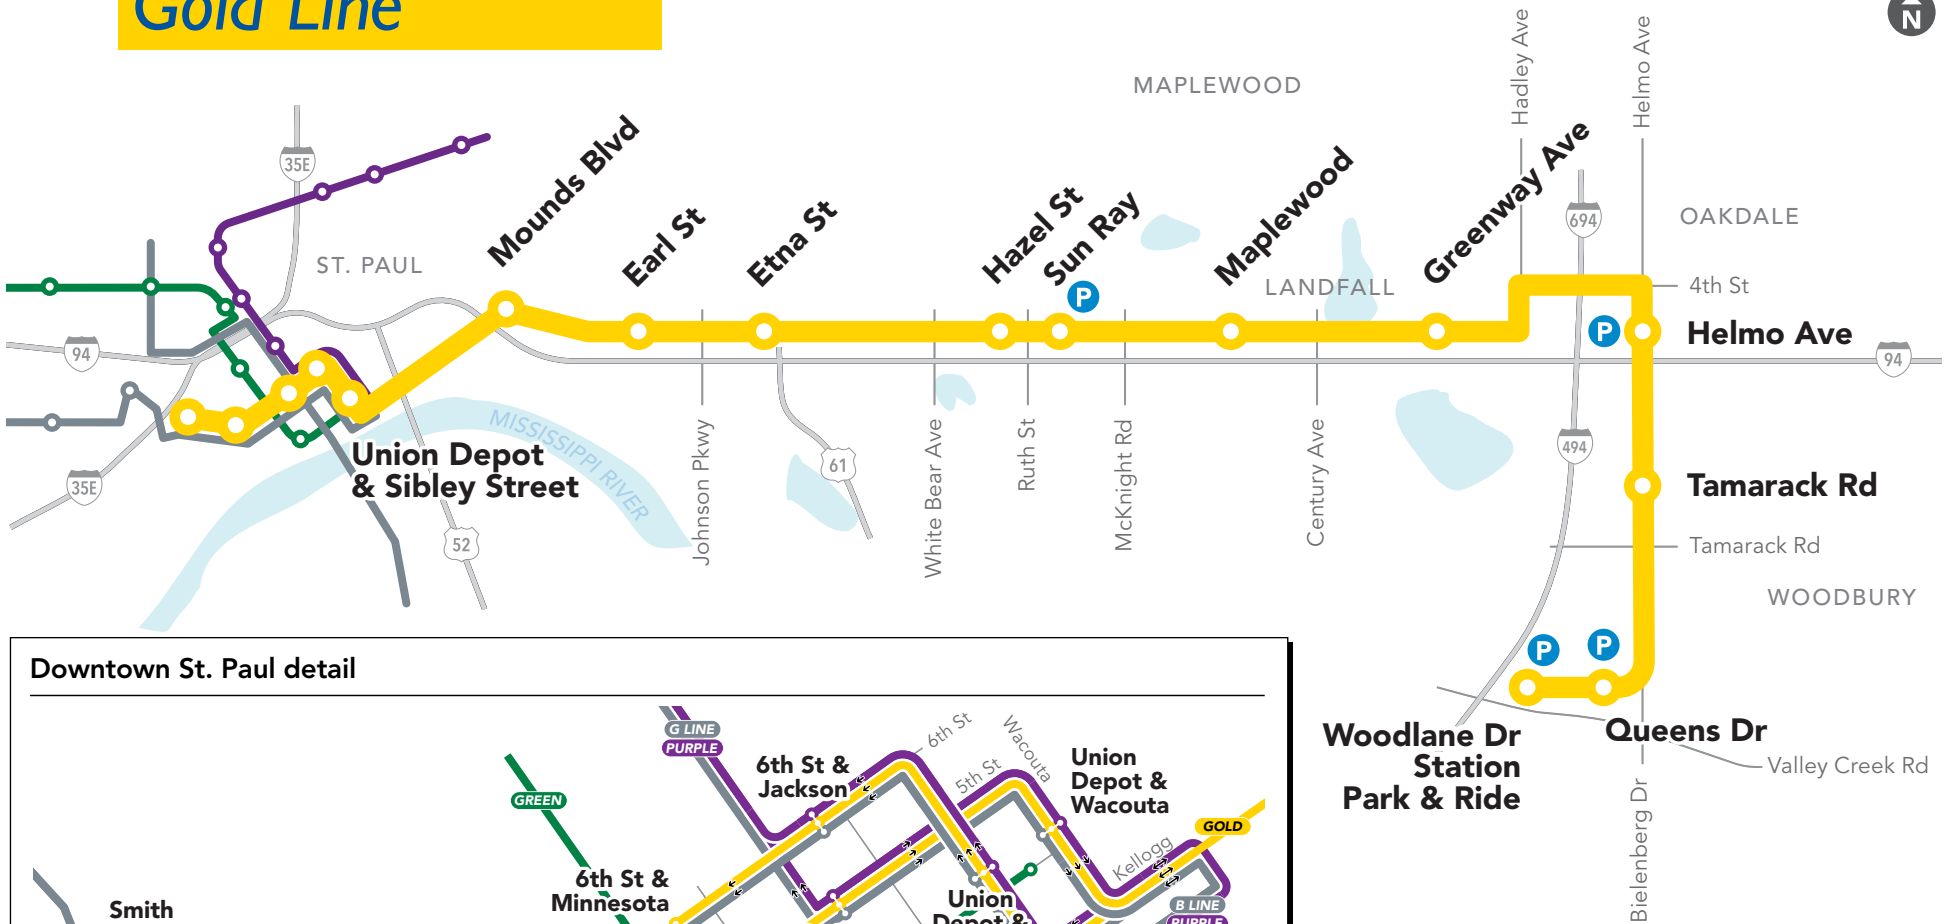 Gold Line
N
Hadley Ave
Helmo Ave
MAPLEWOOD
35E
Mounds Blvd
Earl St
Etna St
Hazel St
Sun Ray
P
Maplewood
Greenway Ave
694
OAKDALE
ST. PAUL
LANDFALL
4th St
P
Helmo Ave
94
94
MISSISSIPPI RIVER
Union Depot
& Sibley Street
35E
52
61
Johnson Pkwy
White Bear Ave
Ruth St
McKnight Rd
Century Ave
494
Tamarack Rd
Tamarack Rd
WOODBURY
P
P
Woodlane Dr
Station
Park & Ride
Queens Dr
Valley Creek Rd
Bielenberg Dr
Downtown St. Paul detail
G LINE
PURPLE
6th St
Wacouta
5th St
6th St &
Jackson
Union
Depot &
Wacouta
GREEN
GOLD
Kellogg
6th St &
Minnesota
Smith
Union
Depot &
B LINE
PURPLE